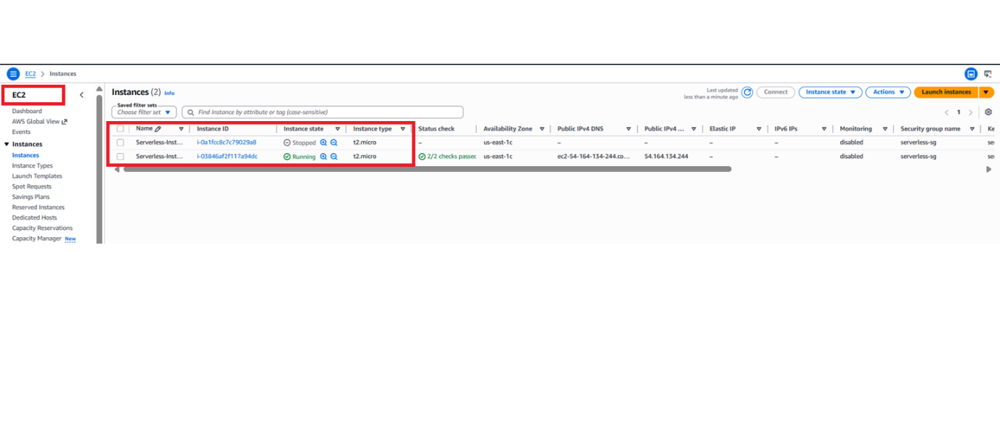 EC2 > Instances
EC2
Dashboard
AWS Global View
Events
Instances
Instances
Instance Types
Launch Templates
Spot Requests
Savings Plans
Reserved Instances
Dedicated Hosts
Capacity Reservations
Capacity Manager New
Instances (2) Info
Last updated
less than a minute ago
Connect Instance state Actions Launch instances
Saved filter sets
Choose filter set Find Instance by attribute or tag (case-sensitive) 1
Name Instance ID Instance state Instance type Status check Availability Zone Public IPv4 DNS Public IPv4 ... Elastic IP IPv6 IPs Monitoring Security group name Ke
Serverless-Inst... i-0a1fcc8c7c79029a8 Stopped t2.micro – us-east-1c – – – – disabled serverless-sg se
Serverless-Inst... i-03846af2f117a94dc Running t2.micro 2/2 checks passed us-east-1c ec2-54-164-134-244.co... 54.164.134.244 – – disabled serverless-sg se